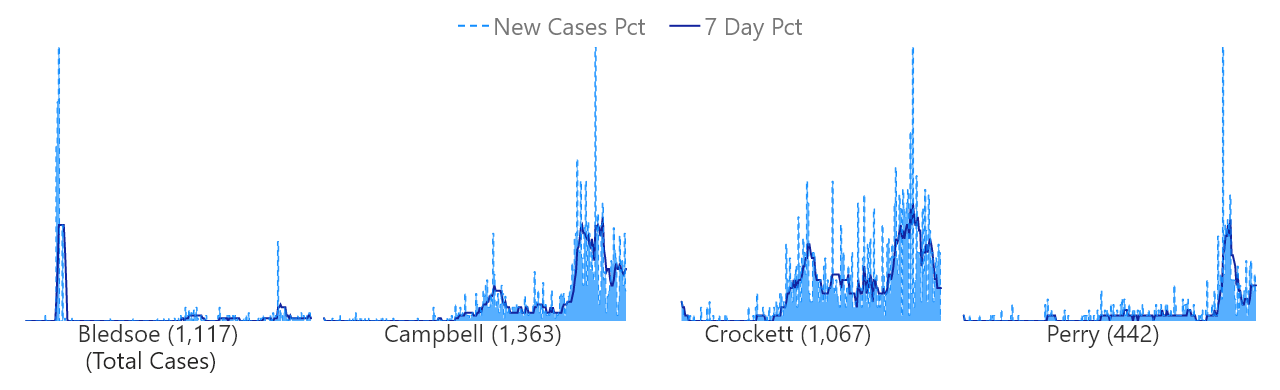 New Cases Pct 7 Day Pct
Bledsoe (1,117) Campbell (1,363) Crockett (1,067) Perry (442)
(Total Cases)